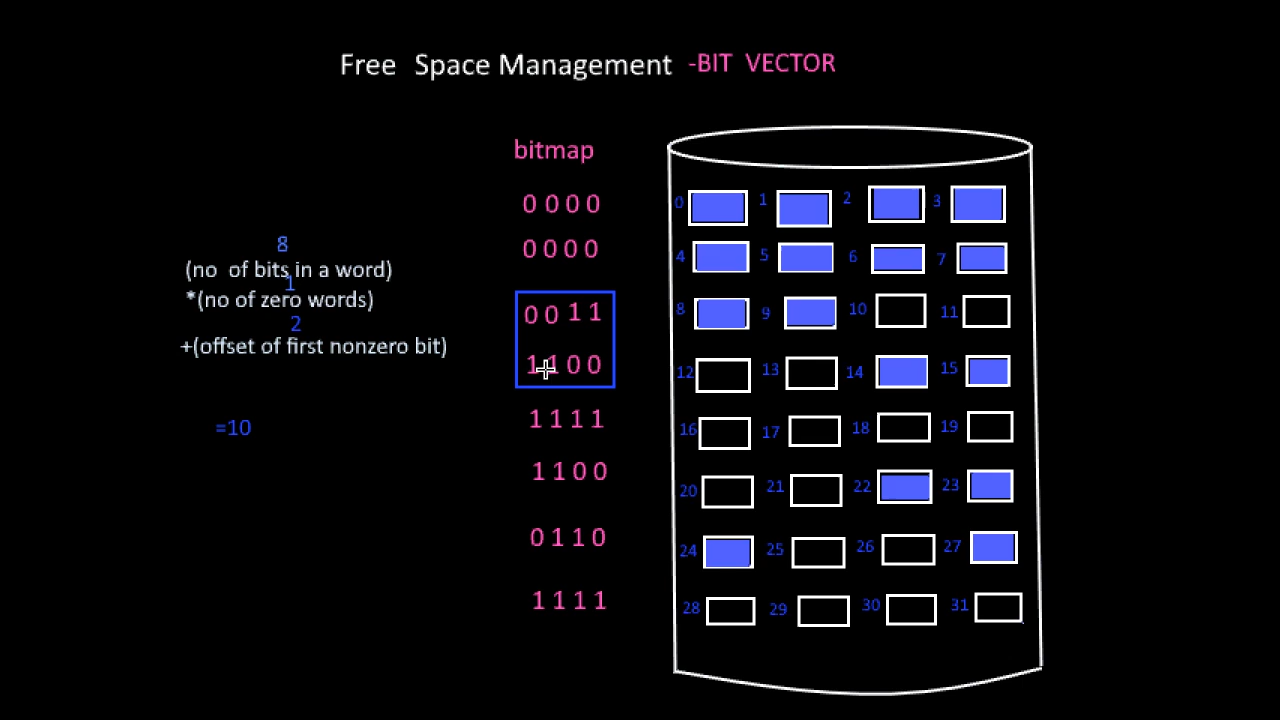 Free Space Management -BIT VECTOR
bitmap
0 0 0 0
0 0 0 0
0 0 1 1
1 1 0 0
1 1 1 1
1 1 0 0
0 1 1 0
1 1 1 1
8
(no of bits in a word)
1
*(no of zero words)
2
+(offset of first nonzero bit)
=10
0 1 2 3
4 5 6 7
8 9 10 11
12 13 14 15
16 17 18 19
20 21 22 23
24 25 26 27
28 29 30 31